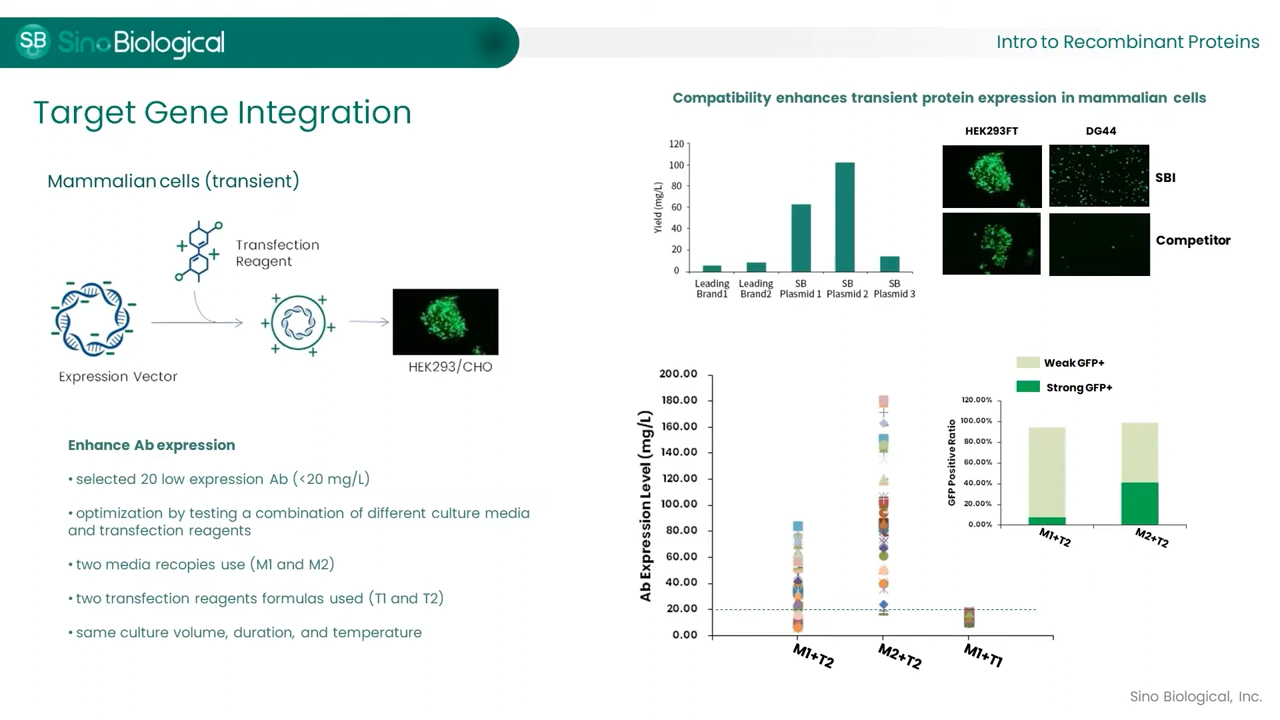 SB SinoBiological
Intro to Recombinant Proteins
Target Gene Integration
Mammalian cells (transient)
Transfection
Reagent
Expression Vector
HEK293/CHO
Enhance Ab expression
• selected 20 low expression Ab (<20 mg/L)
• optimization by testing a combination of different culture media
and transfection reagents
• two media recopies use (M1 and M2)
• two transfection reagents formulas used (T1 and T2)
• same culture volume, duration, and temperature
Compatibility enhances transient protein expression in mammalian cells
Yield (mg/L)
120
100
80
60
40
20
0
Leading
Brand1
Leading
Brand2
SB
Plasmid 1
SB
Plasmid 2
SB
Plasmid 3
HEK293FT
DG44
SBI
Competitor
Ab Expression Level (mg/L)
200.00
180.00
160.00
140.00
120.00
100.00
80.00
60.00
40.00
20.00
0.00
M1+T2
M2+T2
M1+T1
Weak GFP+
Strong GFP+
GFP Positive Ratio
120.00%
100.00%
80.00%
60.00%
40.00%
20.00%
0.00%
M1+T2
M2+T2
Sino Biological, Inc.